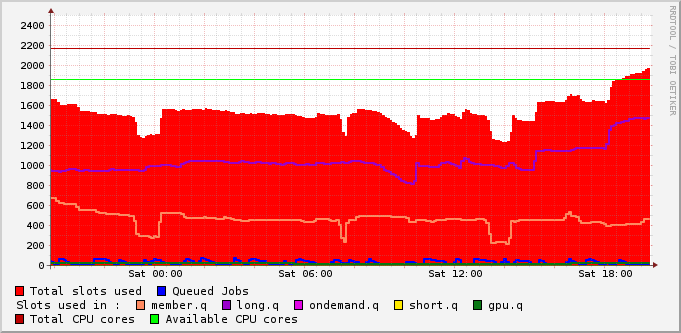 RRDTOOL / TOBI OETIKER
2400
2200
2000
1800
1600
1400
1200
1000
800
600
400
200
0
Sat 00:00 Sat 06:00 Sat 12:00 Sat 18:00
Total slots used Queued Jobs
Slots used in : member.q long.q ondemand.q short.q gpu.q
Total CPU cores Available CPU cores